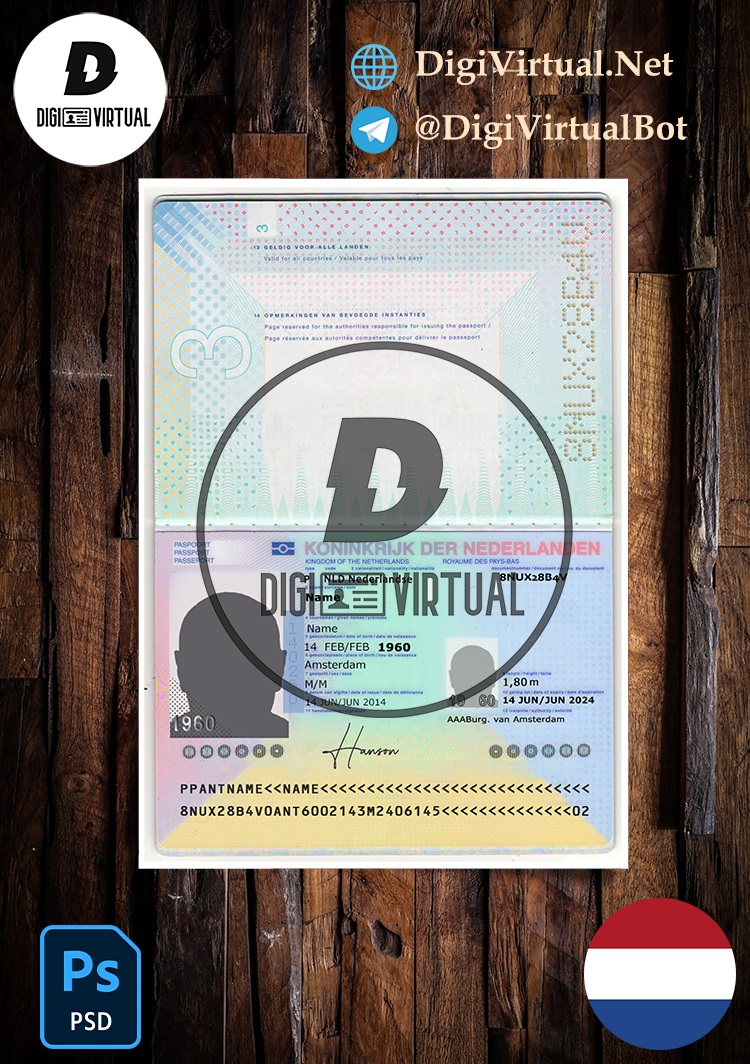 DIGI VIRTUAL
DigiVirtual.Net
@DigiVirtualBot
3
13 GELDIG VOOR ALLE LANDEN
Valid for all countries / Valable pour tous les pays
14 OPMERKINGEN VAN BEVOEGDE INSTANTIES
Page reserved for the authorities responsible for issuing the passport /
Page réservée aux autorités compétentes pour délivrer le passeport
3
D
DIGI VIRTUAL
PASPOORT
PASSPORT
PASSEPORT
KONINKRIJK DER NEDERLANDEN
KINGDOM OF THE NETHERLANDS
ROYAUME DES PAYS-BAS
P NLD Nederlandse
8NUX28B4V
Name
Name
14 FEB/FEB 1960
Amsterdam
M/M
1,80 m
14 JUN/JUN 2014
14 JUN/JUN 2024
AAABurg. van Amsterdam
1960
19 60
Hanson
PPANTNAME<<NAME<<<<<<<<<<<<<<<<<<<<<<<<<<<<<
8NUX28B4V0ANT6002143M2406145<<<<<<<<<<<<<<02
Ps
PSD